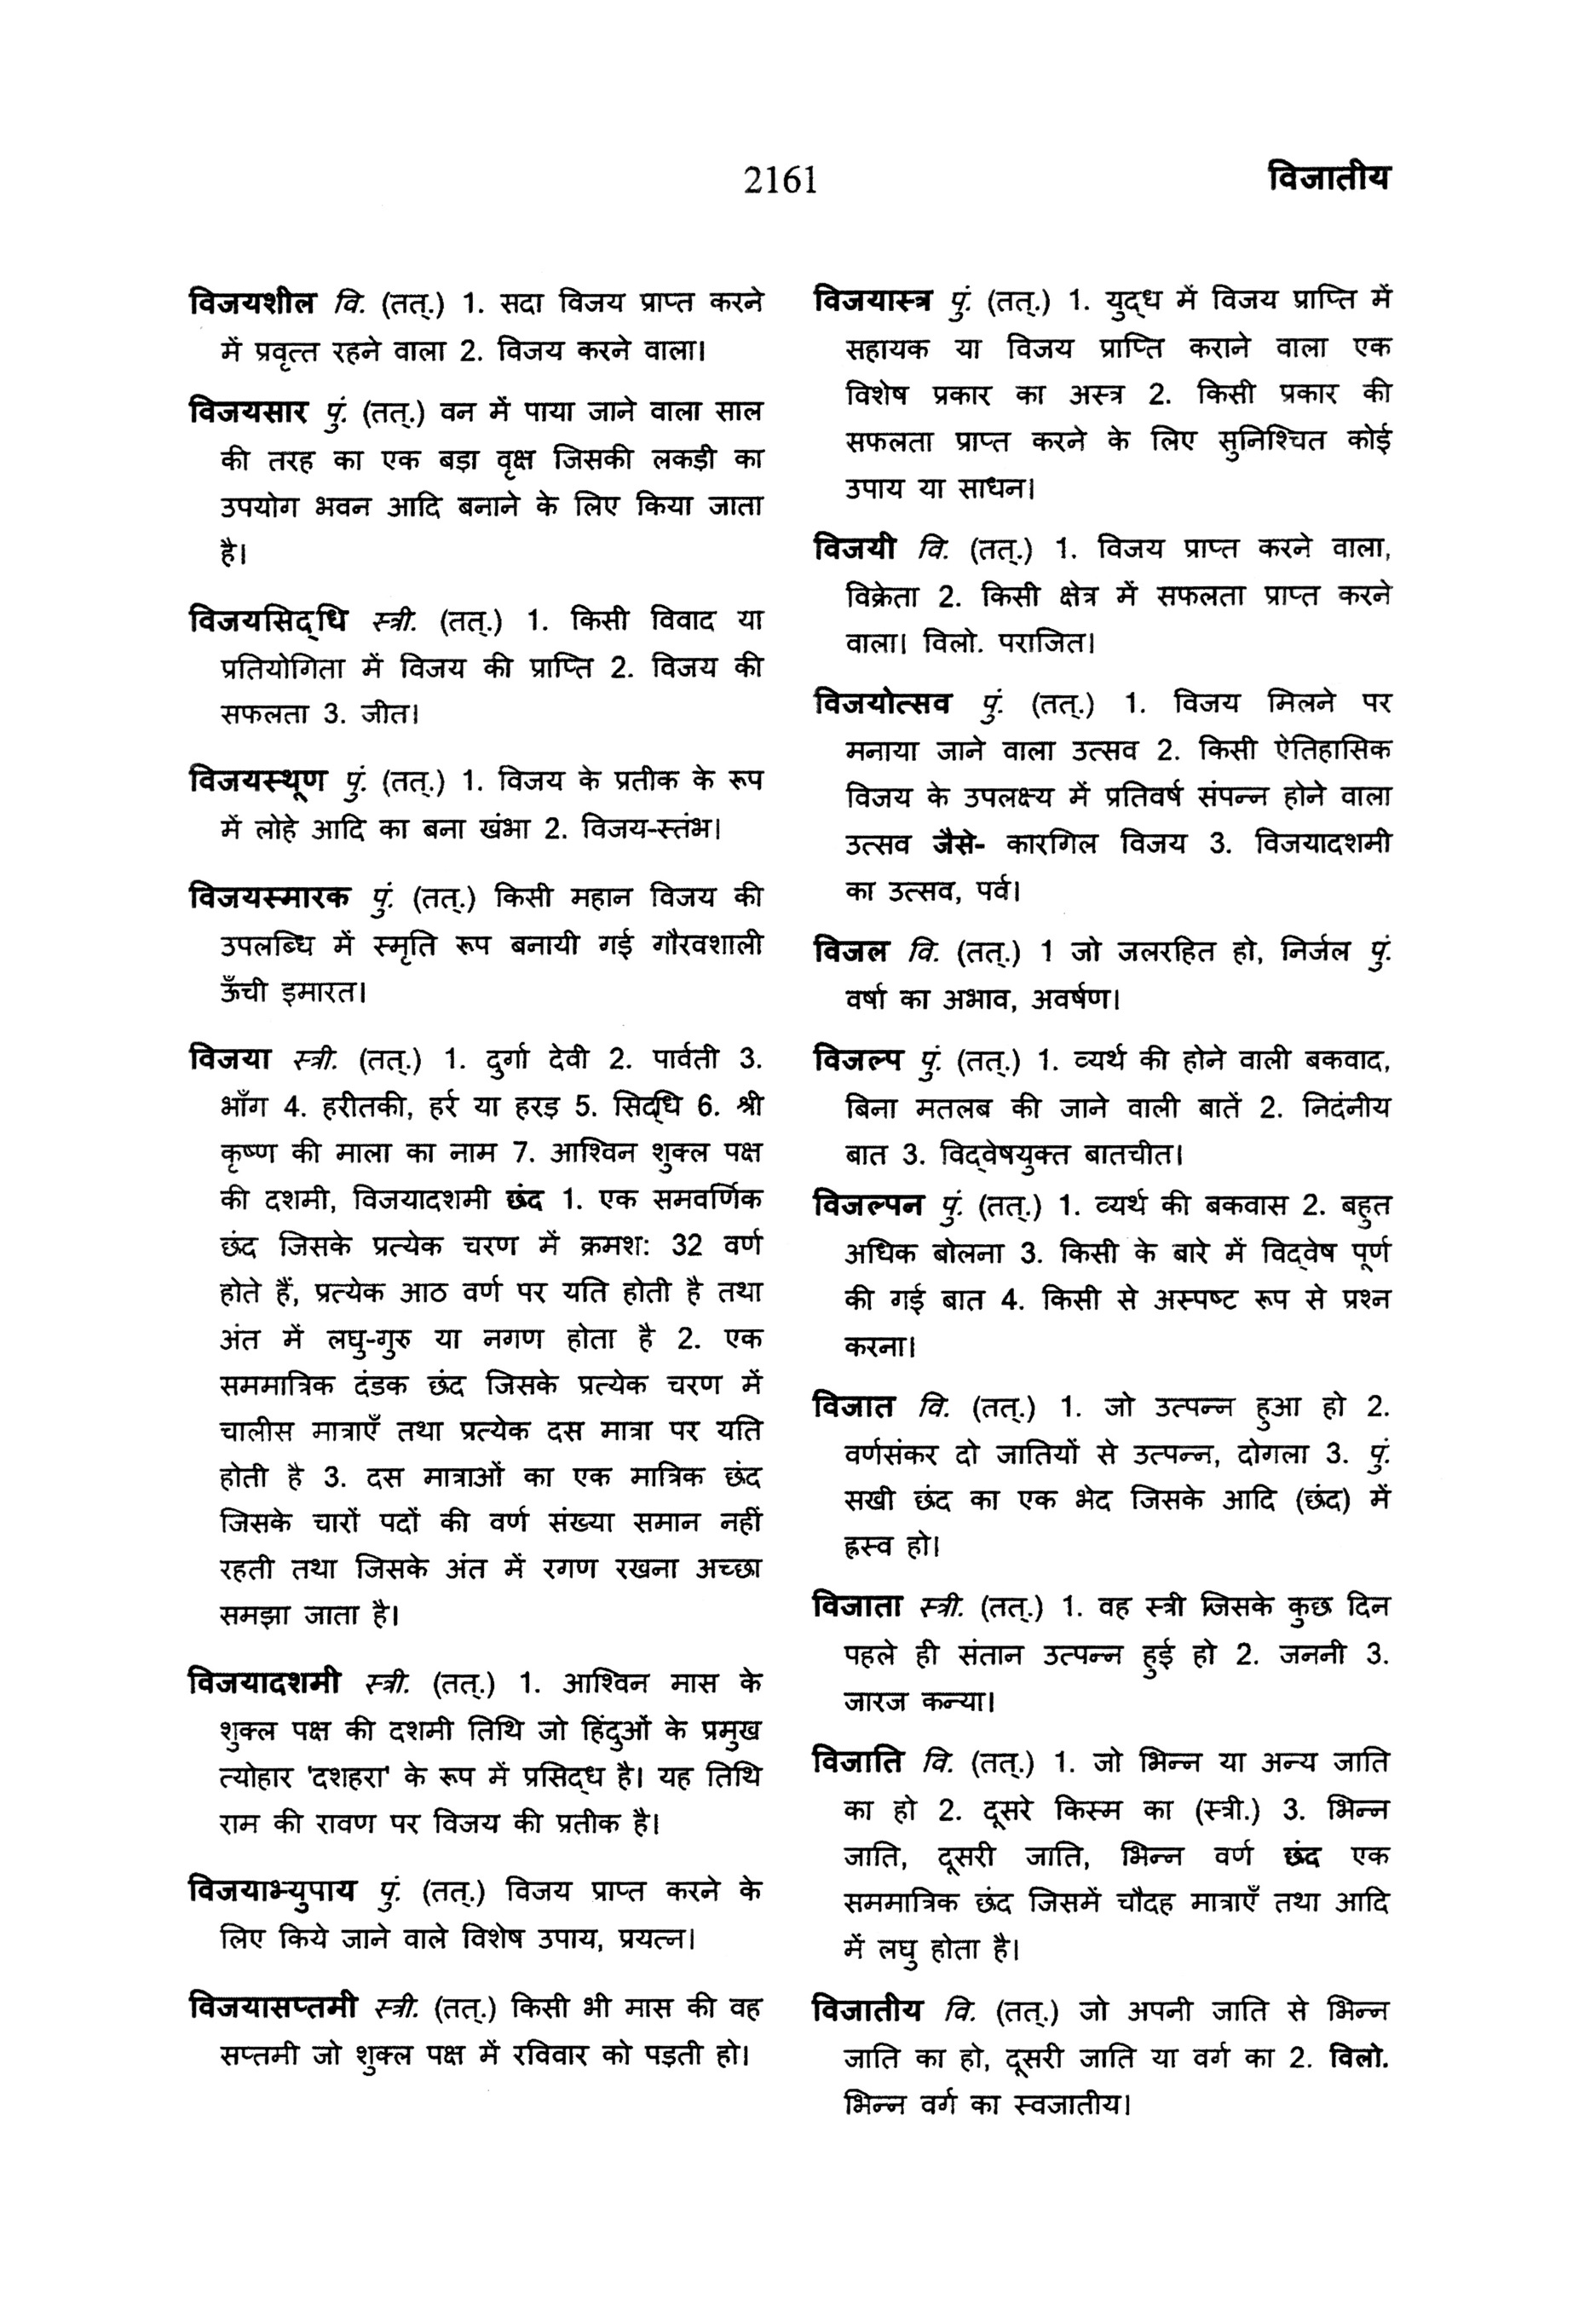 2161
विजातीय
विजयशील वि. (तत्.) 1. सदा विजय प्राप्त करने
में प्रवृत्त रहने वाला 2. विजय करने वाला।
विजयसार पुं. (तत्.) वन में पाया जाने वाला साल
की तरह का एक बड़ा वृक्ष जिसकी लकड़ी का
उपयोग भवन आदि बनाने के लिए किया जाता
है।
विजयसिद्धि स्त्री. (तत्.) 1. किसी विवाद या
प्रतियोगिता में विजय की प्राप्ति 2. विजय की
सफलता 3. जीत।
विजयस्थूण पुं. (तत्.) 1. विजय के प्रतीक के रूप
में लोहे आदि का बना खंभा 2. विजय-स्तंभ।
विजयस्मारक पुं. (तत्.) किसी महान विजय की
उपलब्धि में स्मृति रूप बनायी गई गौरवशाली
ऊँची इमारत।
विजया स्त्री. (तत्.) 1. दुर्गा देवी 2. पार्वती 3.
भाँग 4. हरीतकी, हर्र या हरड़ 5. सिद्धि 6. श्री
कृष्ण की माला का नाम 7. आश्विन शुक्ल पक्ष
की दशमी, विजयादशमी छंद 1. एक समवर्णिक
छंद जिसके प्रत्येक चरण में क्रमश: 32 वर्ण
होते हैं, प्रत्येक आठ वर्ण पर यति होती है तथा
अंत में लघु-गुरु या नगण होता है 2. एक
सममात्रिक दंडक छंद जिसके प्रत्येक चरण में
चालीस मात्राएँ तथा प्रत्येक दस मात्रा पर यति
होती है 3. दस मात्राओं का एक मात्रिक छंद
जिसके चारों पदों की वर्ण संख्या समान नहीं
रहती तथा जिसके अंत में रगण रखना अच्छा
समझा जाता है।
विजयादशमी स्त्री. (तत्.) 1. आश्विन मास के
शुक्ल पक्ष की दशमी तिथि जो हिंदुओं के प्रमुख
त्योहार 'दशहरा' के रूप में प्रसिद्ध है। यह तिथि
राम की रावण पर विजय की प्रतीक है।
विजयाभ्युपाय पुं. (तत्.) विजय प्राप्त करने के
लिए किये जाने वाले विशेष उपाय, प्रयत्न।
विजयासप्तमी स्त्री. (तत्.) किसी भी मास की वह
सप्तमी जो शुक्ल पक्ष में रविवार को पड़ती हो।
विजयास्त्र पुं. (तत्.) 1. युद्ध में विजय प्राप्ति में
सहायक या विजय प्राप्ति कराने वाला एक
विशेष प्रकार का अस्त्र 2. किसी प्रकार की
सफलता प्राप्त करने के लिए सुनिश्चित कोई
उपाय या साधन।
विजयी वि. (तत्.) 1. विजय प्राप्त करने वाला,
विक्रेता 2. किसी क्षेत्र में सफलता प्राप्त करने
वाला। विलो. पराजित।
विजयोत्सव पुं. (तत्.) 1. विजय मिलने पर
मनाया जाने वाला उत्सव 2. किसी ऐतिहासिक
विजय के उपलक्ष्य में प्रतिवर्ष संपन्न होने वाला
उत्सव जैसे- कारगिल विजय 3. विजयादशमी
का उत्सव, पर्व।
विजल वि. (तत्.) 1 जो जलरहित हो, निर्जल पुं.
वर्षा का अभाव, अवर्षण।
विजल्प पुं. (तत्.) 1. व्यर्थ की होने वाली बकवाद,
बिना मतलब की जाने वाली बातें 2. निदंनीय
बात 3. विद्वेषयुक्त बातचीत।
विजल्पन पुं. (तत्.) 1. व्यर्थ की बकवास 2. बहुत
अधिक बोलना 3. किसी के बारे में विद्वेष पूर्ण
की गई बात 4. किसी से अस्पष्ट रूप से प्रश्न
करना।
विजात वि. (तत्.) 1. जो उत्पन्न हुआ हो 2.
वर्णसंकर दो जातियों से उत्पन्न, दोगला 3. पुं.
सखी छंद का एक भेद जिसके आदि (छंद) में
ह्रस्व हो।
विजाता स्त्री. (तत्.) 1. वह स्त्री जिसके कुछ दिन
पहले ही संतान उत्पन्न हुई हो 2. जननी 3.
जारज कन्या।
विजाति वि. (तत्.) 1. जो भिन्न या अन्य जाति
का हो 2. दूसरे किस्म का (स्त्री.) 3. भिन्न
जाति, दूसरी जाति, भिन्न वर्ण छंद एक
सममात्रिक छंद जिसमें चौदह मात्राएँ तथा आदि
में लघु होता है।
विजातीय वि. (तत्.) जो अपनी जाति से भिन्न
जाति का हो, दूसरी जाति या वर्ग का 2. विलो.
भिन्न वर्ग का स्वजातीय।